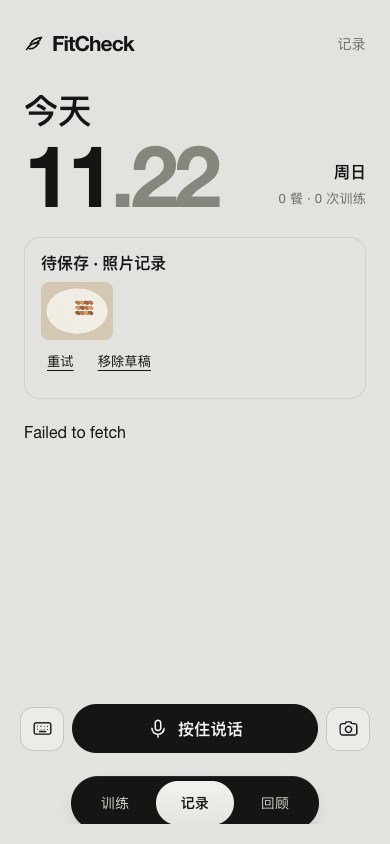 FitCheck
记录
今天
11.22
周日
0 餐 · 0 次训练
待保存 · 照片记录
重试
移除草稿
Failed to fetch
按住说话
训练
记录
回顾